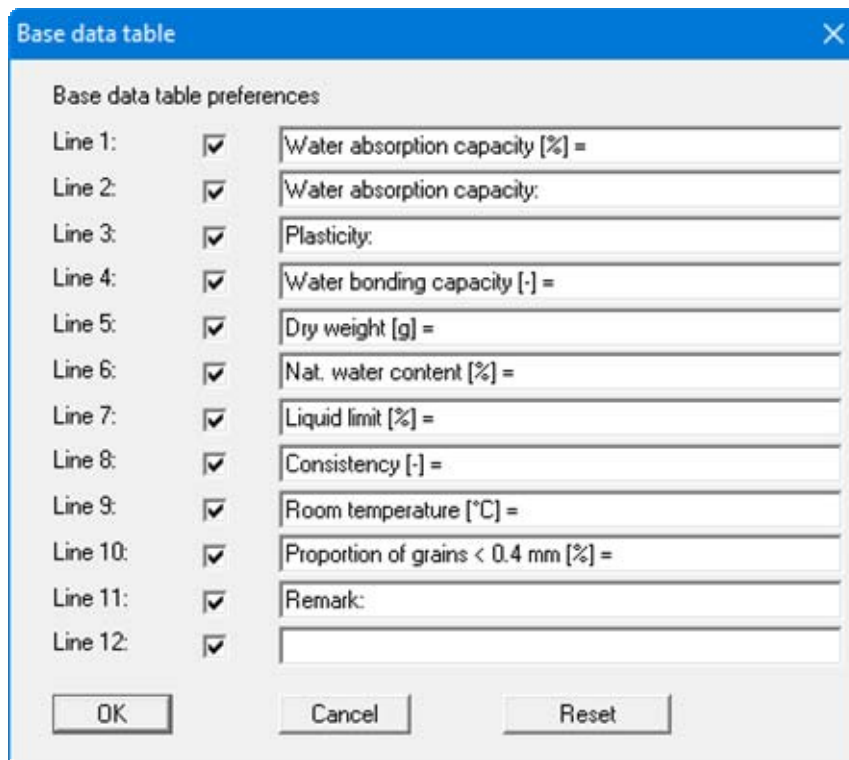 Base data table
Base data table preferences
Line 1: Water absorption capacity [%] =
Line 2: Water absorption capacity:
Line 3: Plasticity:
Line 4: Water bonding capacity [-] =
Line 5: Dry weight [g] =
Line 6: Nat. water content [%] =
Line 7: Liquid limit [%] =
Line 8: Consistency [-] =
Line 9: Room temperature [°C] =
Line 10: Proportion of grains < 0.4 mm [%] =
Line 11: Remark:
Line 12:
OK Cancel Reset